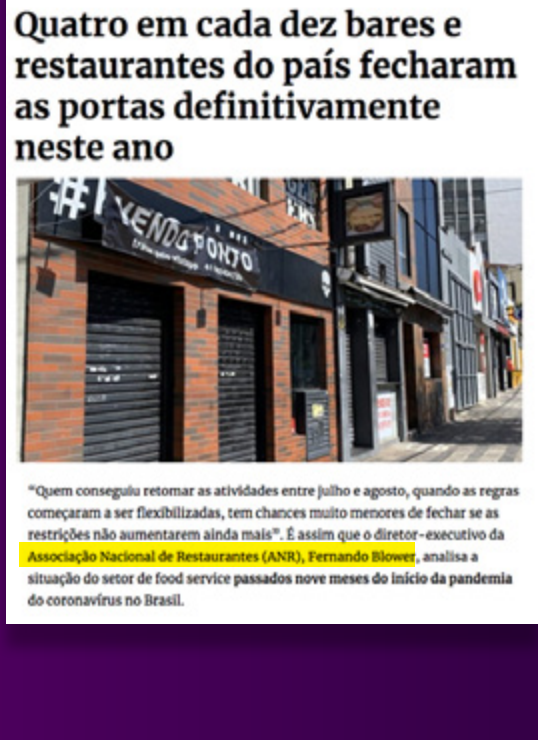 Quatro em cada dez bares e
restaurantes do país fecharam
as portas definitivamente
neste ano
VENDO PONTO
“Quem conseguiu retomar as atividades entre julho e agosto, quando as regras
começaram a ser flexibilizadas, tem chances muito menores de fechar se as
restrições não aumentarem ainda mais”. É assim que o diretor-executivo da
Associação Nacional de Restaurantes (ANR), Fernando Blower, analisa a
situação do setor de food service passados nove meses do início da pandemia
do coronavírus no Brasil.